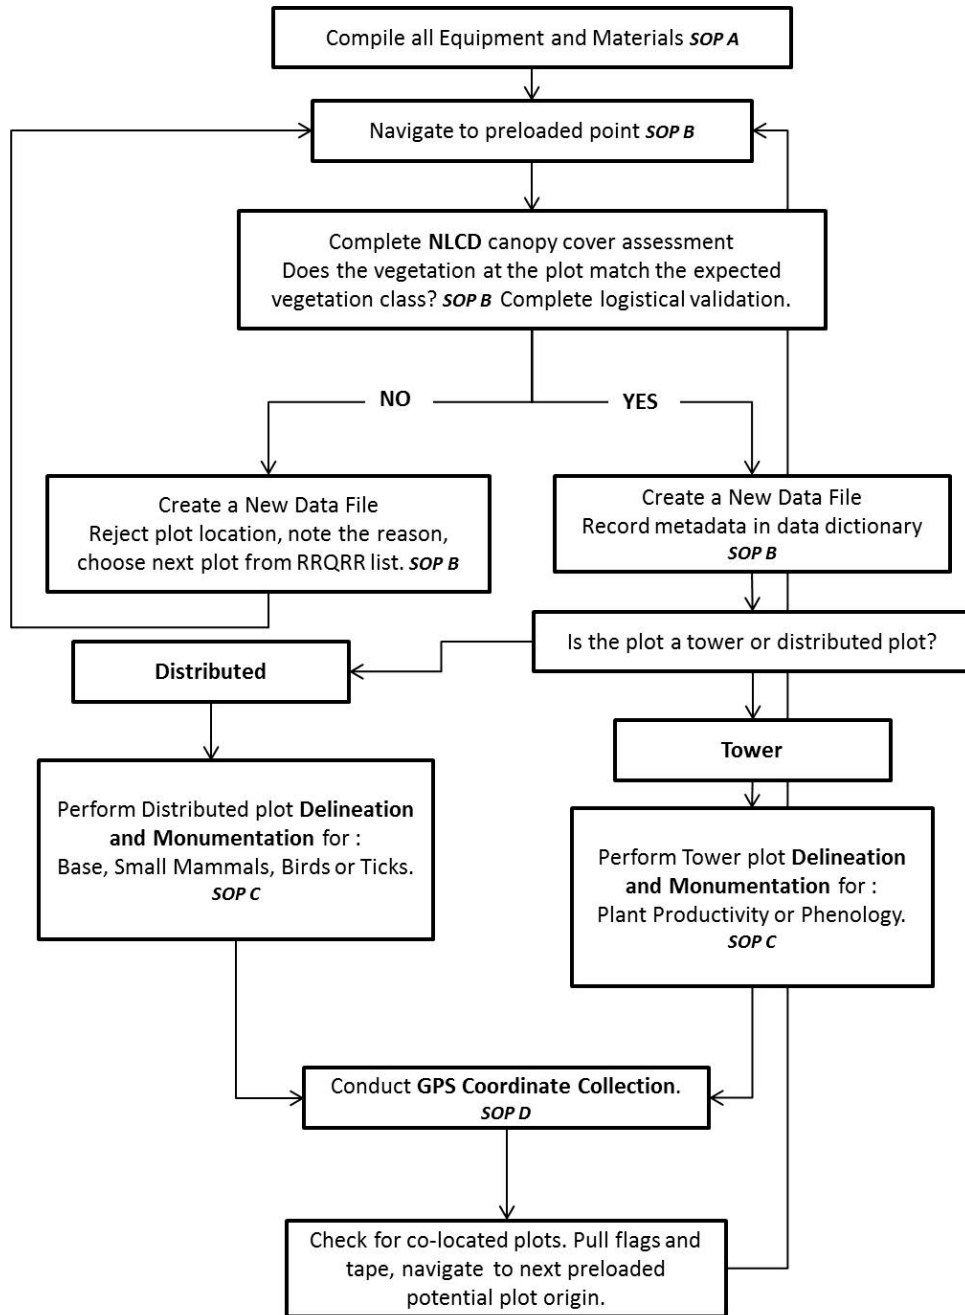 Compile all Equipment and Materials SOP A
Navigate to preloaded point SOP B
Complete NLCD canopy cover assessment
Does the vegetation at the plot match the expected
vegetation class? SOP B Complete logistical validation.
NO
YES
Create a New Data File
Reject plot location, note the reason,
choose next plot from RRQRR list. SOP B
Create a New Data File
Record metadata in data dictionary
SOP B
Is the plot a tower or distributed plot?
Distributed
Tower
Perform Distributed plot Delineation
and Monumentation for :
Base, Small Mammals, Birds or Ticks.
SOP C
Perform Tower plot Delineation
and Monumentation for :
Plant Productivity or Phenology.
SOP C
Conduct GPS Coordinate Collection.
SOP D
Check for co-located plots. Pull flags and
tape, navigate to next preloaded
potential plot origin.